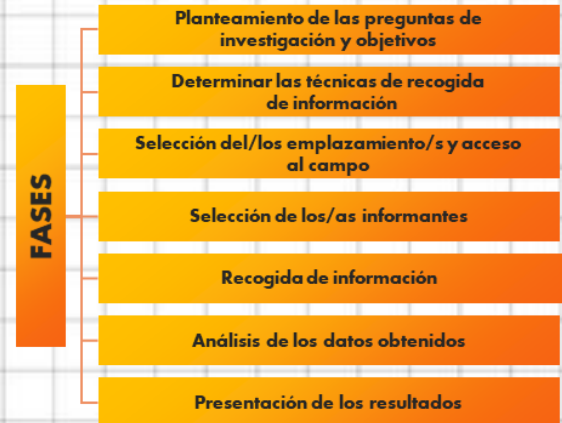 FASES
Planteamiento de las preguntas de
investigación y objetivos
Determinar las técnicas de recogida
de información
Selección del/los emplazamiento/s y acceso
al campo
Selección de los/as informantes
Recogida de información
Análisis de los datos obtenidos
Presentación de los resultados